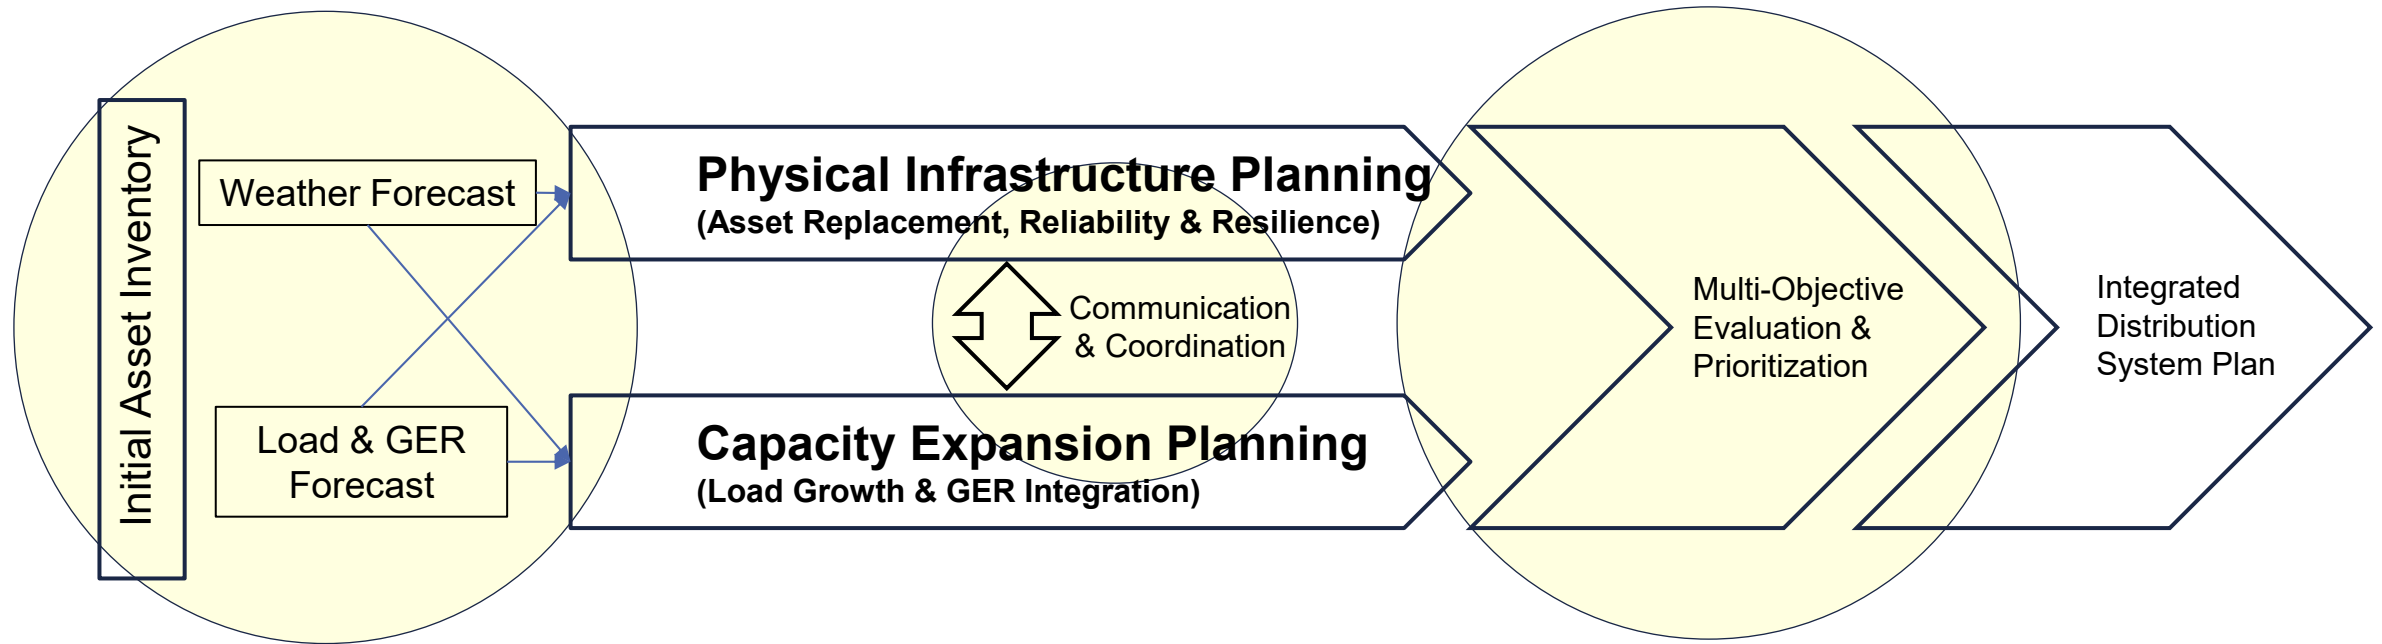 Initial Asset Inventory
Weather Forecast
Load & GER
Forecast
Physical Infrastructure Planning
(Asset Replacement, Reliability & Resilience)
Communication
& Coordination
Capacity Expansion Planning
(Load Growth & GER Integration)
Multi-Objective
Evaluation &
Prioritization
Integrated
Distribution
System Plan